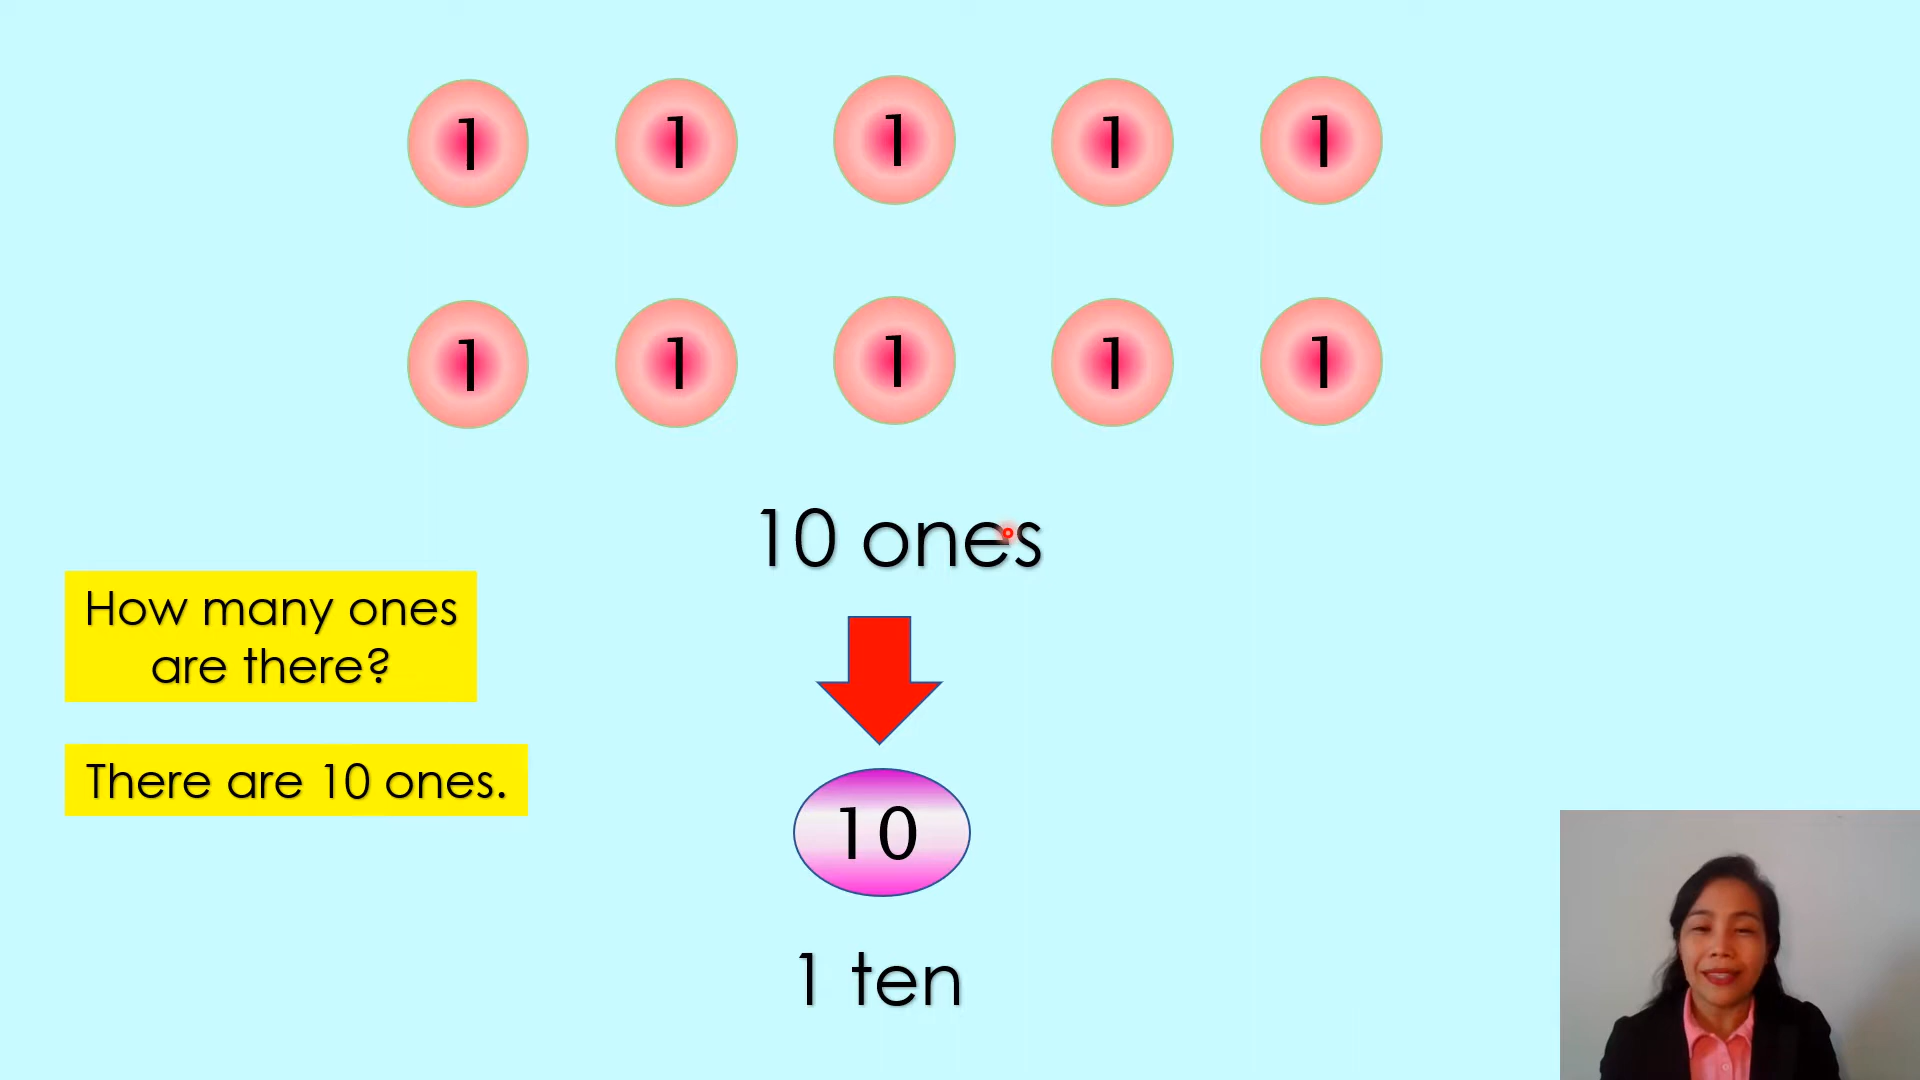 1 1 1 1 1
1 1 1 1 1
10 ones
How many ones
are there?
There are 10 ones.
10
1 ten